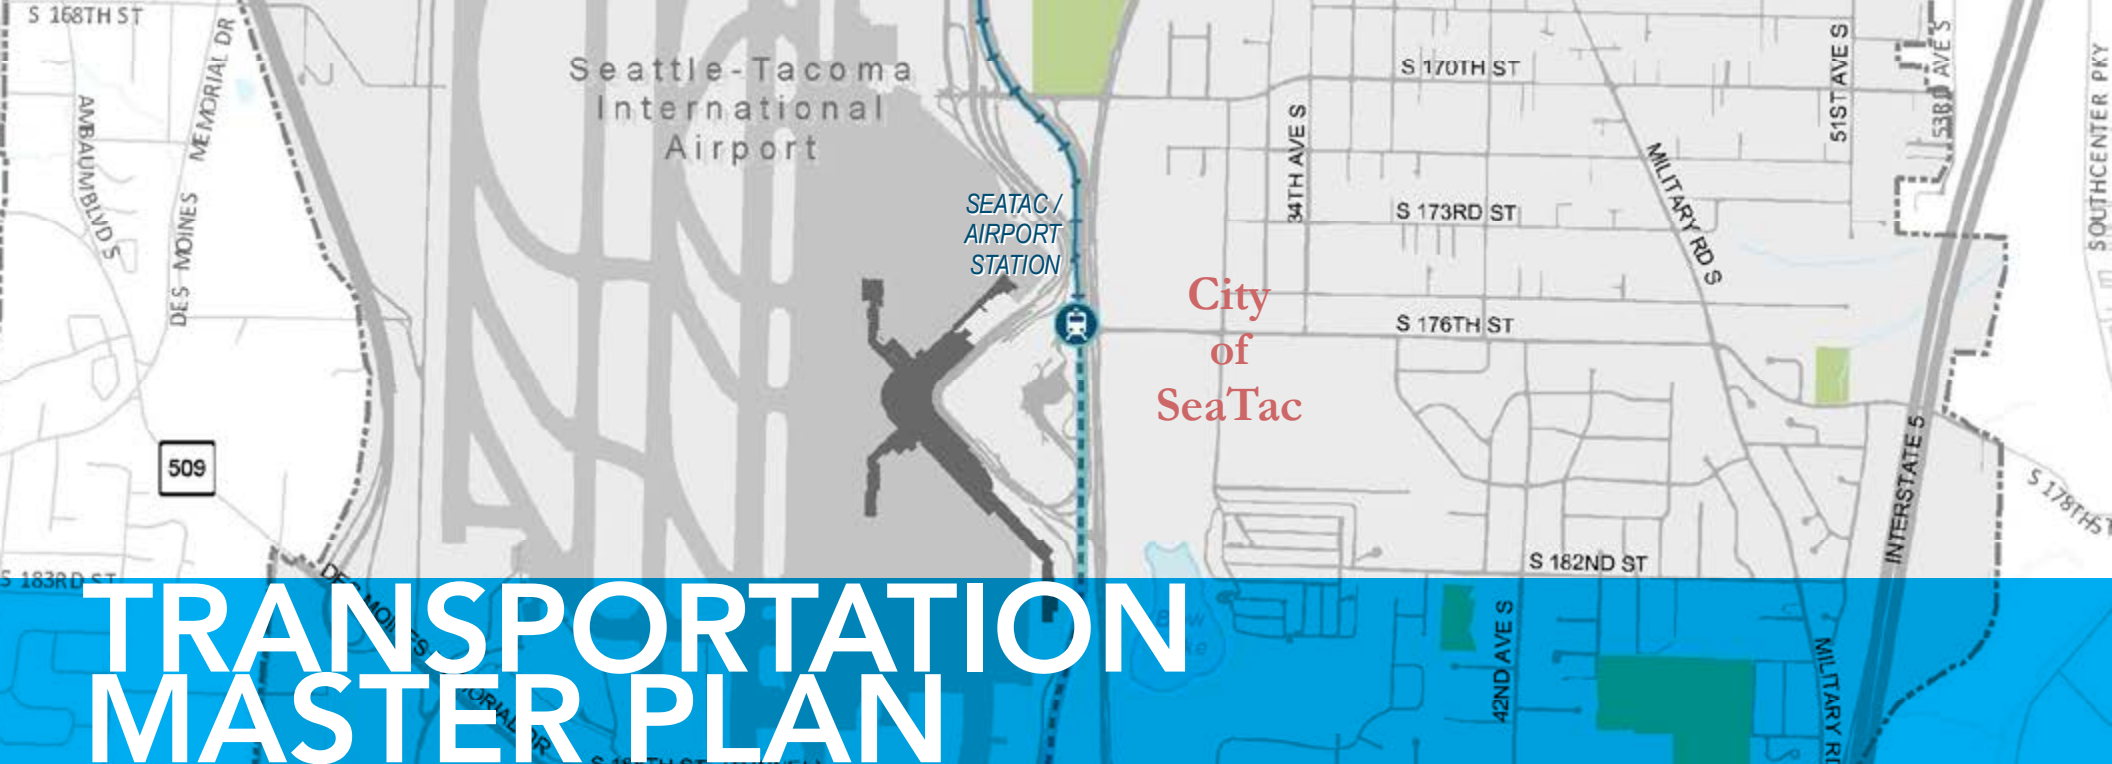 S 168TH ST
DES MOINES MEMORIAL DR
AMBAUMBLVD S
Seattle-Tacoma
International
Airport
S 170TH ST
51ST AVE S
53RD AVE S
SOUTHCENTER PKY
34TH AVE S
MILITARY RD S
SEATAC /
AIRPORT
STATION
S 173RD ST
City
of
SeaTac
S 176TH ST
509
INTERSTATE 5
S 178TH ST
S 182ND ST
S 183RD ST
42ND AVE S
MILITARY RD
TRANSPORTATION
MASTER PLAN